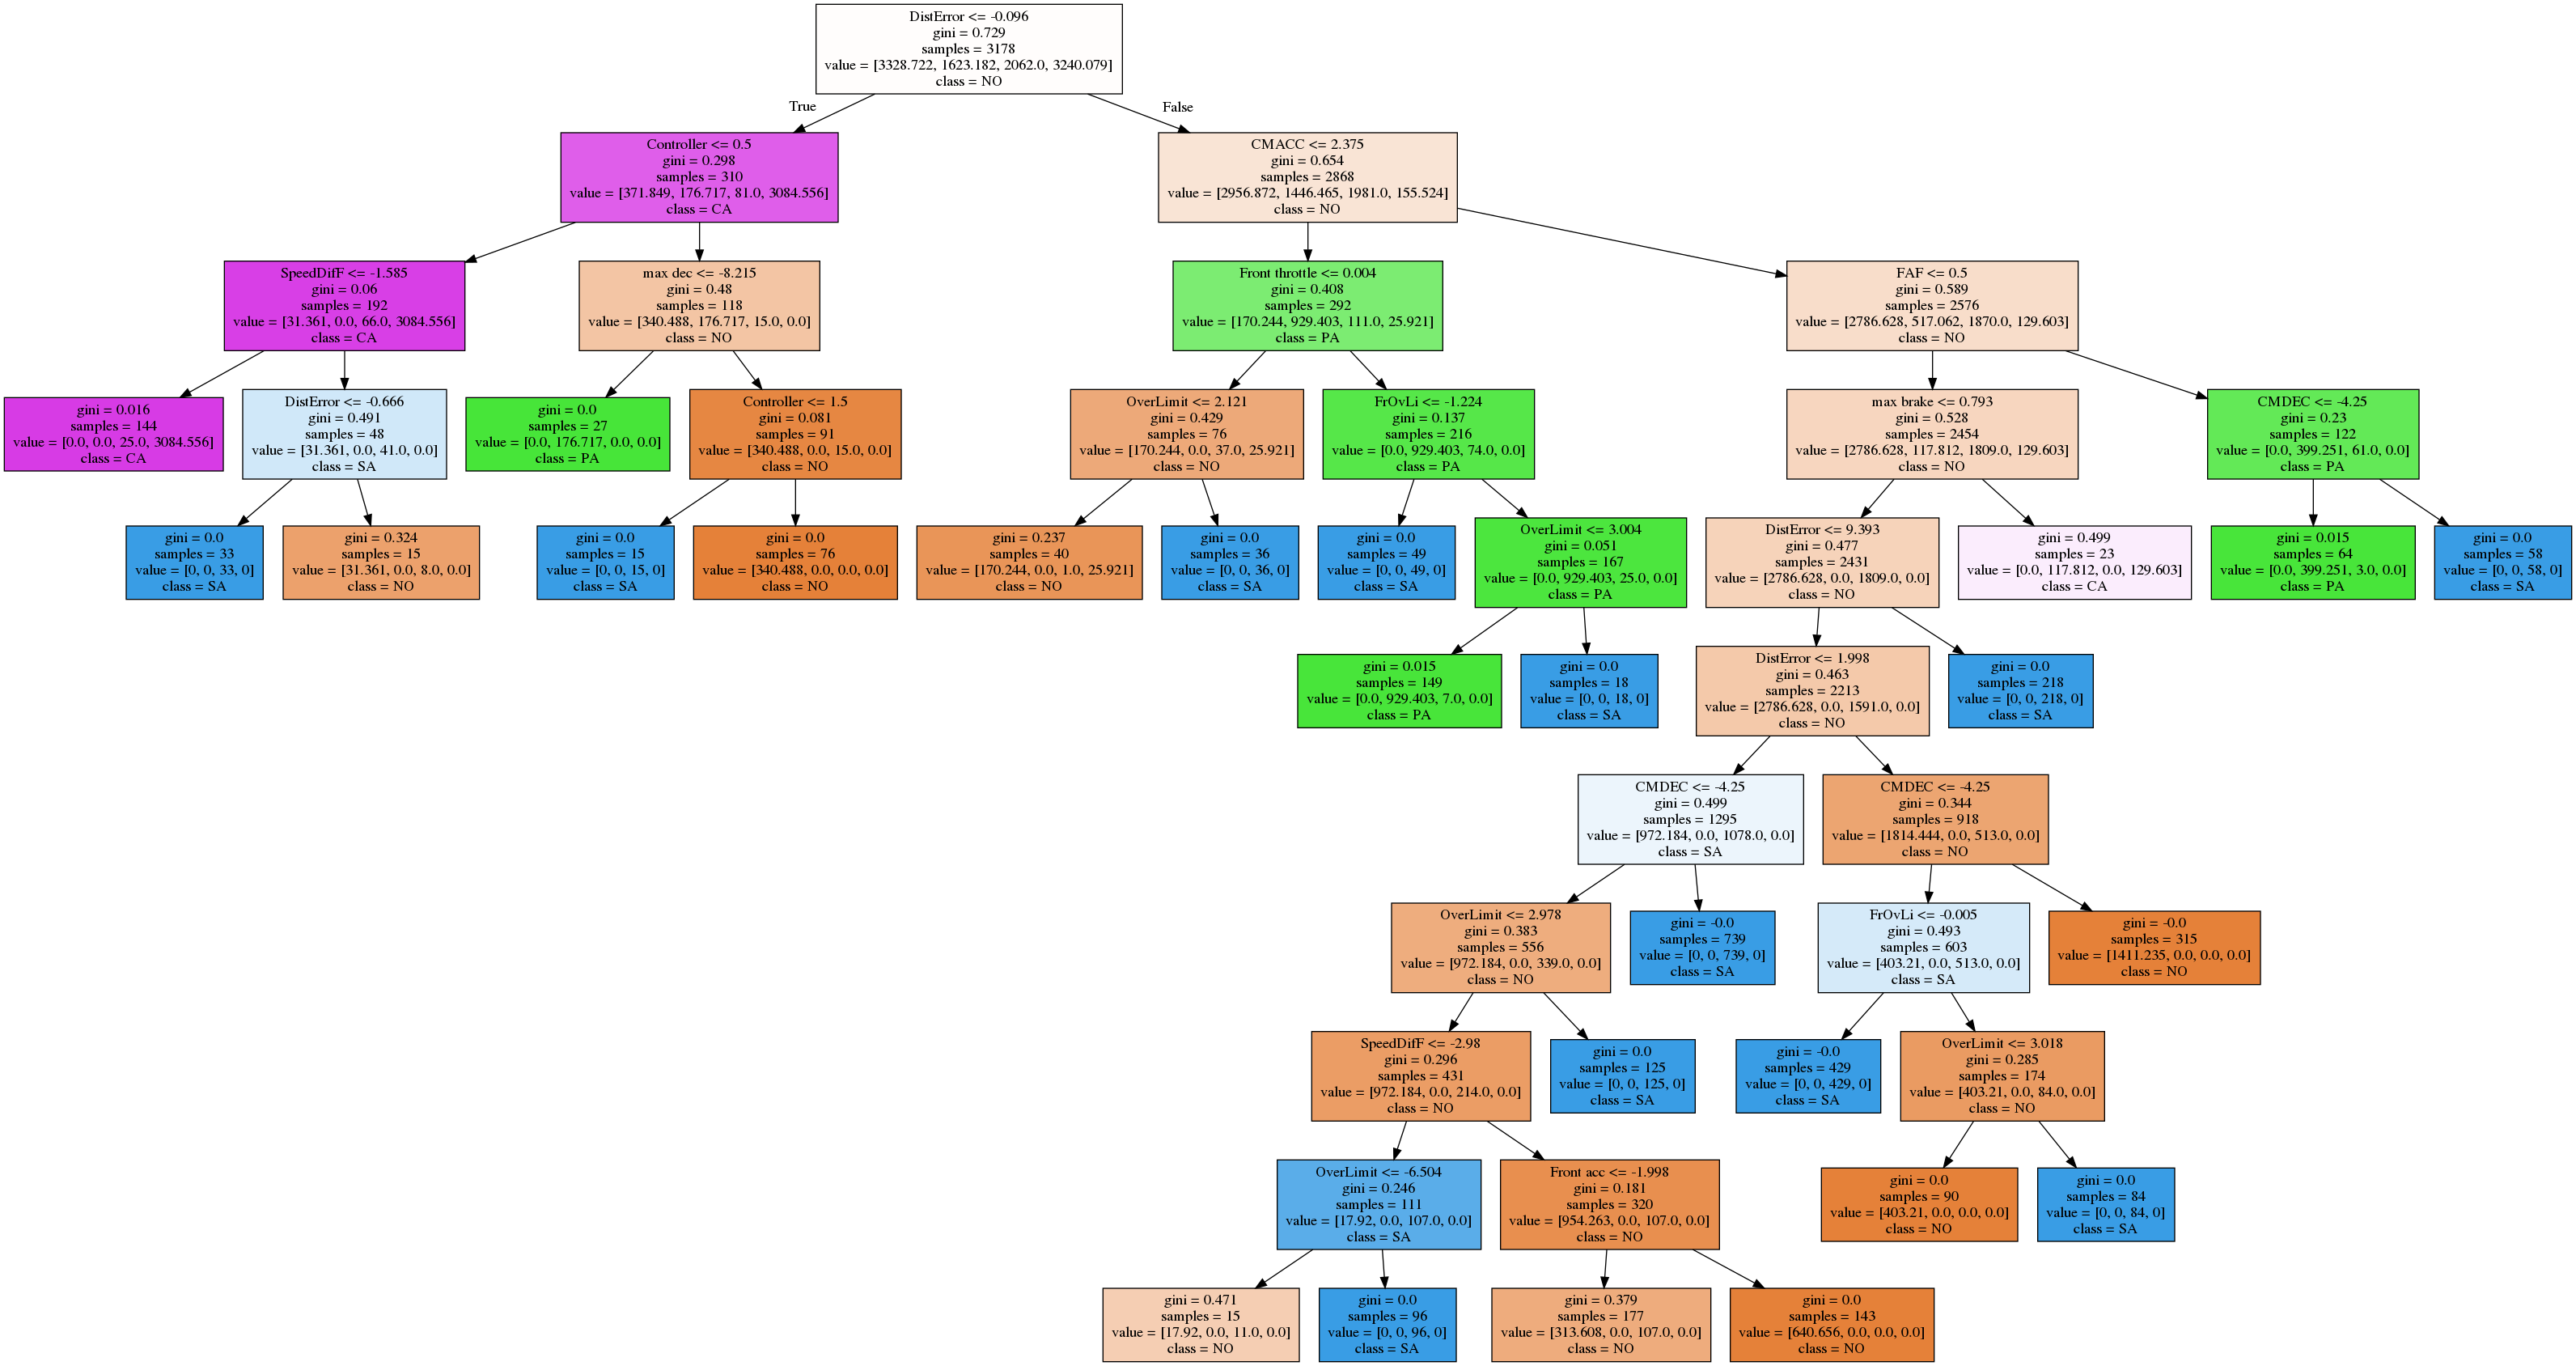 DistError <= -0.096
gini = 0.729
samples = 3178
value = [3328.722, 1623.182, 2062.0, 3240.079]
class = NO
True
False
Controller <= 0.5
gini = 0.298
samples = 310
value = [371.849, 176.717, 81.0, 3084.556]
class = CA
CMACC <= 2.375
gini = 0.654
samples = 2868
value = [2956.872, 1446.465, 1981.0, 155.524]
class = NO
SpeedDifF <= -1.585
gini = 0.06
samples = 192
value = [31.361, 0.0, 66.0, 3084.556]
class = CA
max dec <= -8.215
gini = 0.48
samples = 118
value = [340.488, 176.717, 15.0, 0.0]
class = NO
Front throttle <= 0.004
gini = 0.408
samples = 292
value = [170.244, 929.403, 111.0, 25.921]
class = PA
FAF <= 0.5
gini = 0.589
samples = 2576
value = [2786.628, 517.062, 1870.0, 129.603]
class = NO
gini = 0.016
samples = 144
value = [0.0, 0.0, 25.0, 3084.556]
class = CA
DistError <= -0.666
gini = 0.491
samples = 48
value = [31.361, 0.0, 41.0, 0.0]
class = SA
gini = 0.0
samples = 27
value = [0.0, 176.717, 0.0, 0.0]
class = PA
Controller <= 1.5
gini = 0.081
samples = 91
value = [340.488, 0.0, 15.0, 0.0]
class = NO
OverLimit <= 2.121
gini = 0.429
samples = 76
value = [170.244, 0.0, 37.0, 25.921]
class = NO
FrOvLi <= -1.224
gini = 0.137
samples = 216
value = [0.0, 929.403, 74.0, 0.0]
class = PA
max brake <= 0.793
gini = 0.528
samples = 2454
value = [2786.628, 117.812, 1809.0, 129.603]
class = NO
CMDEC <= -4.25
gini = 0.23
samples = 122
value = [0.0, 399.251, 61.0, 0.0]
class = PA
gini = 0.0
samples = 33
value = [0, 0, 33, 0]
class = SA
gini = 0.324
samples = 15
value = [31.361, 0.0, 8.0, 0.0]
class = NO
gini = 0.0
samples = 15
value = [0, 0, 15, 0]
class = SA
gini = 0.0
samples = 76
value = [340.488, 0.0, 0.0, 0.0]
class = NO
gini = 0.237
samples = 40
value = [170.244, 0.0, 1.0, 25.921]
class = NO
gini = 0.0
samples = 36
value = [0, 0, 36, 0]
class = SA
gini = 0.0
samples = 49
value = [0, 0, 49, 0]
class = SA
OverLimit <= 3.004
gini = 0.051
samples = 167
value = [0.0, 929.403, 25.0, 0.0]
class = PA
DistError <= 9.393
gini = 0.477
samples = 2431
value = [2786.628, 0.0, 1809.0, 0.0]
class = NO
gini = 0.499
samples = 23
value = [0.0, 117.812, 0.0, 129.603]
class = CA
gini = 0.015
samples = 64
value = [0.0, 399.251, 3.0, 0.0]
class = PA
gini = 0.0
samples = 58
value = [0, 0, 58, 0]
class = SA
gini = 0.015
samples = 149
value = [0.0, 929.403, 7.0, 0.0]
class = PA
gini = 0.0
samples = 18
value = [0, 0, 18, 0]
class = SA
DistError <= 1.998
gini = 0.463
samples = 2213
value = [2786.628, 0.0, 1591.0, 0.0]
class = NO
gini = 0.0
samples = 218
value = [0, 0, 218, 0]
class = SA
CMDEC <= -4.25
gini = 0.499
samples = 1295
value = [972.184, 0.0, 1078.0, 0.0]
class = SA
CMDEC <= -4.25
gini = 0.344
samples = 918
value = [1814.444, 0.0, 513.0, 0.0]
class = NO
OverLimit <= 2.978
gini = 0.383
samples = 556
value = [972.184, 0.0, 339.0, 0.0]
class = NO
gini = -0.0
samples = 739
value = [0, 0, 739, 0]
class = SA
FrOvLi <= -0.005
gini = 0.493
samples = 603
value = [403.21, 0.0, 513.0, 0.0]
class = SA
gini = -0.0
samples = 315
value = [1411.235, 0.0, 0.0, 0.0]
class = NO
SpeedDifF <= -2.98
gini = 0.296
samples = 431
value = [972.184, 0.0, 214.0, 0.0]
class = NO
gini = 0.0
samples = 125
value = [0, 0, 125, 0]
class = SA
gini = -0.0
samples = 429
value = [0, 0, 429, 0]
class = SA
OverLimit <= 3.018
gini = 0.285
samples = 174
value = [403.21, 0.0, 84.0, 0.0]
class = NO
OverLimit <= -6.504
gini = 0.246
samples = 111
value = [17.92, 0.0, 107.0, 0.0]
class = SA
Front acc <= -1.998
gini = 0.181
samples = 320
value = [954.263, 0.0, 107.0, 0.0]
class = NO
gini = 0.0
samples = 90
value = [403.21, 0.0, 0.0, 0.0]
class = NO
gini = 0.0
samples = 84
value = [0, 0, 84, 0]
class = SA
gini = 0.471
samples = 15
value = [17.92, 0.0, 11.0, 0.0]
class = NO
gini = 0.0
samples = 96
value = [0, 0, 96, 0]
class = SA
gini = 0.379
samples = 177
value = [313.608, 0.0, 107.0, 0.0]
class = NO
gini = 0.0
samples = 143
value = [640.656, 0.0, 0.0, 0.0]
class = NO